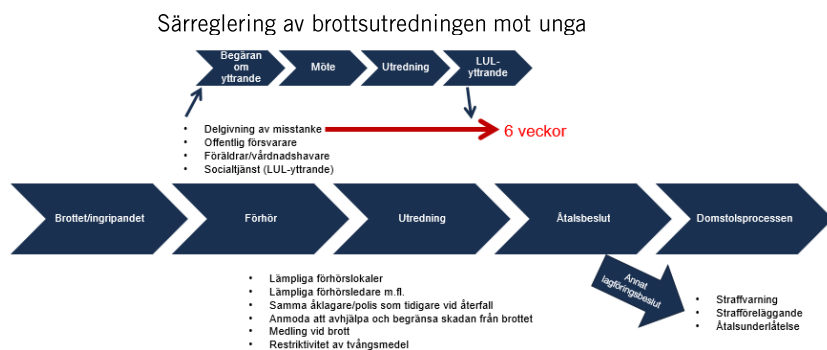 Särreglering av brottsutredningen mot unga
Begäran
om
yttrande
Möte
Utredning
LUL-
yttrande
• Delgivning av misstanke
• Offentlig försvarare
• Föräldrar/vårdnadshavare
• Socialtjänst (LUL-yttrande)
6 veckor
Brottet/ingripandet
Förhör
Utredning
Åtalsbeslut
Domstolsprocessen
Annat
lagföringsbeslut
• Lämpliga förhörslokaler
• Lämpliga förhörsledare m.fl.
• Samma åklagare/polis som tidigare vid återfall
• Anmoda att avhjälpa och begränsa skadan från brottet
• Medling vid brott
• Restriktivitet av tvångsmedel
• Straffvarning
• Strafföreläggande
• Åtalsunderlåtelse